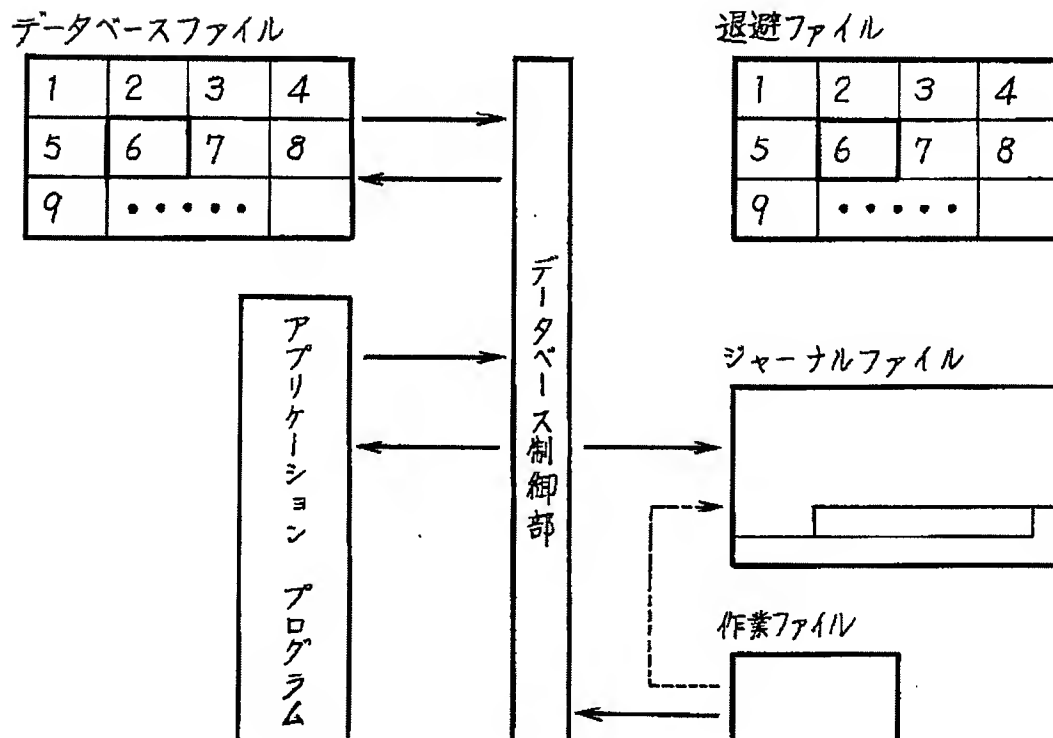 データベースファイル
1 2 3 4
5 6 7 8
9 •••••
退避ファイル
1 2 3 4
5 6 7 8
9 •••••
データベース制御部
アプリケーション プログラム
ジャーナルファイル
作業ファイル